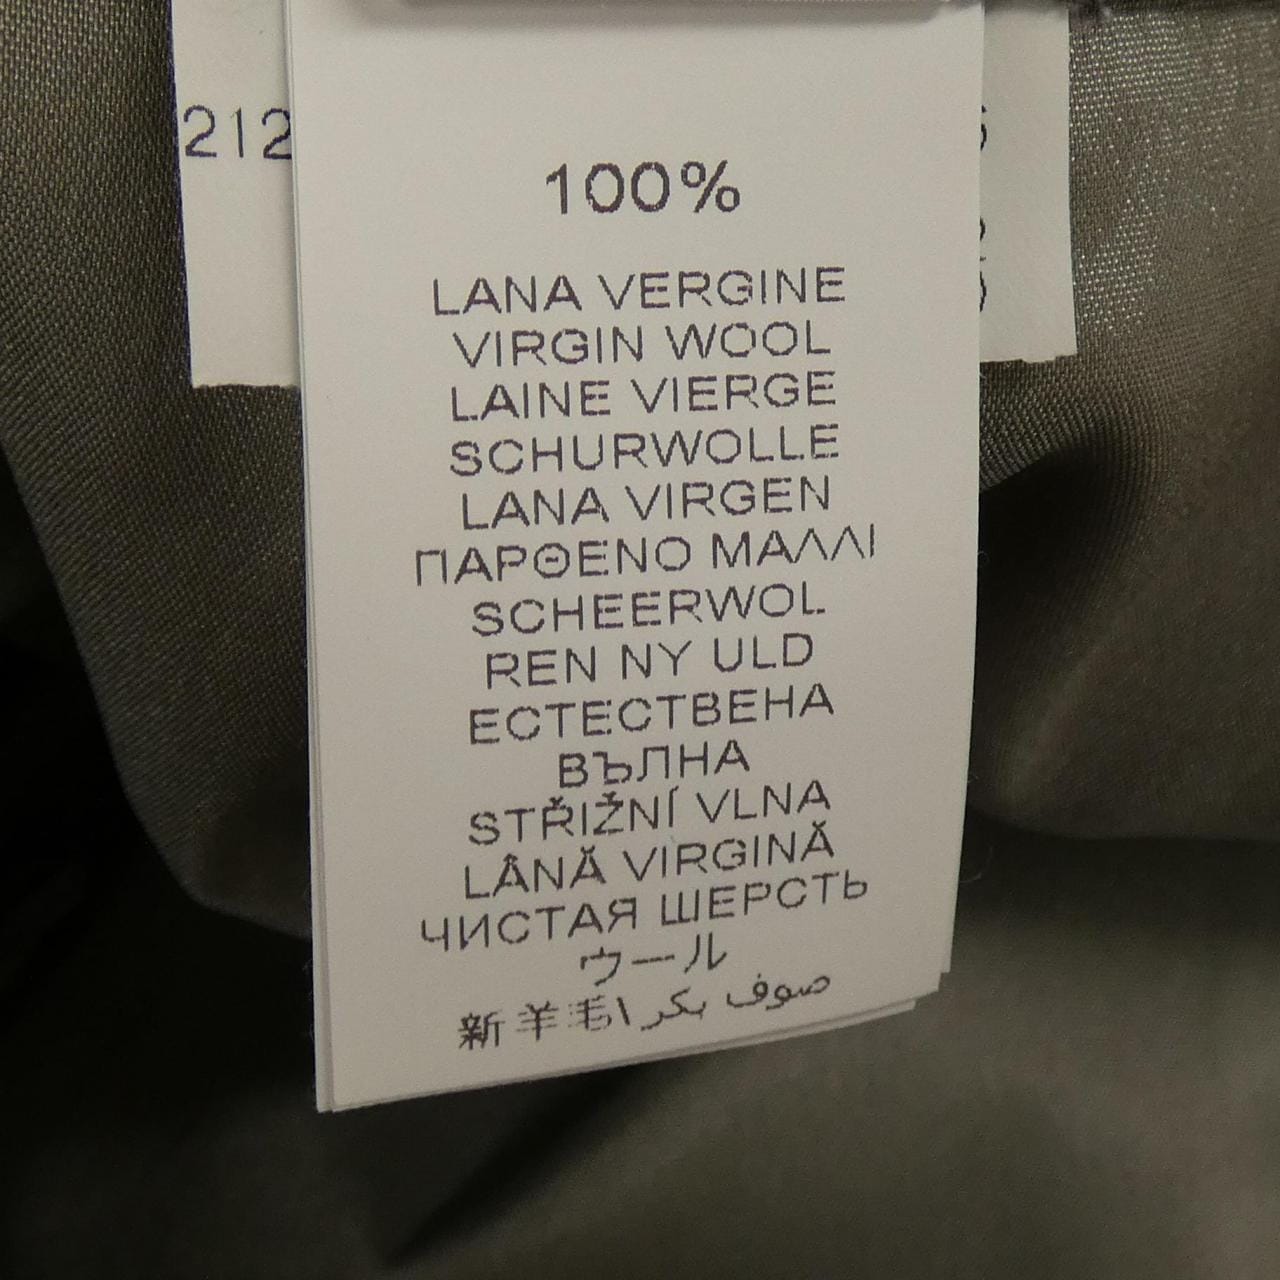 212
100%
LANA VERGINE
VIRGIN WOOL
LAINE VIERGE
SCHURWOLLE
LANA VIRGEN
ΠΑΡΘΕΝΟ ΜΑΛΛΙ
SCHEERWOL
REN NY ULD
ЕСТЕСТВЕНА
ВЪЛНА
STŘIŽNÍ VLNA
LÂNĂ VIRGINĂ
ЧИСТАЯ ШЕРСТЬ
ウール
新羊毛\ صوف بكر